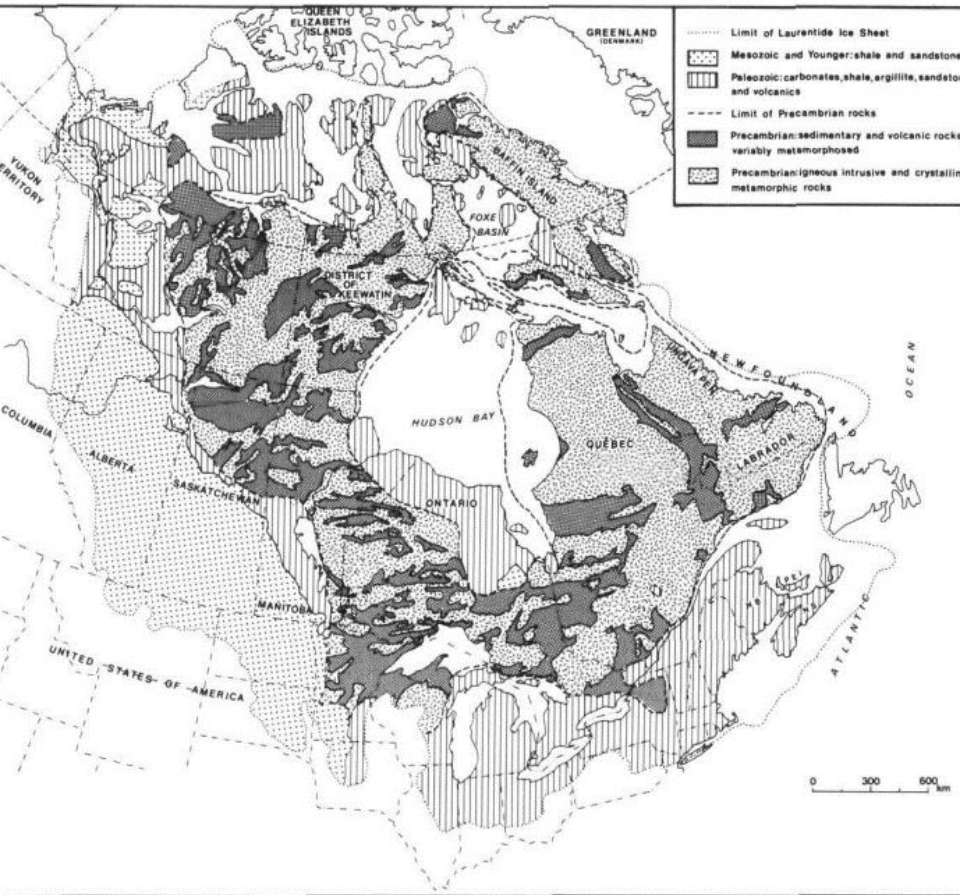 QUEEN
ELIZABETH
ISLANDS
GREENLAND
(DENMARK)
Limit of Laurentide Ice Sheet
Mesozoic and Younger:shale and sandstone
Paleozoic:carbonates,shale,argillite,sandsto
and volcanics
Limit of Precambrian rocks
Precambrian:sedimentary and volcanic rocks
variably metamorphosed
Precambrian:igneous intrusive and crystallin
metamorphic rocks
YUKON
TERRITORY
BAFFIN ISLAND
FOXE
BASIN
DISTRICT
OF
KEEWATIN
NEWFOUNDLAND
OCEAN
HUDSON BAY
QUÉBEC
LABRADOR
COLUMBIA
ALBERTA
SASKATCHEWAN
ONTARIO
MANITOBA
P.E.I.
N.B.
UNITED STATES OF AMERICA
ATLANTIC
0 300 600
km